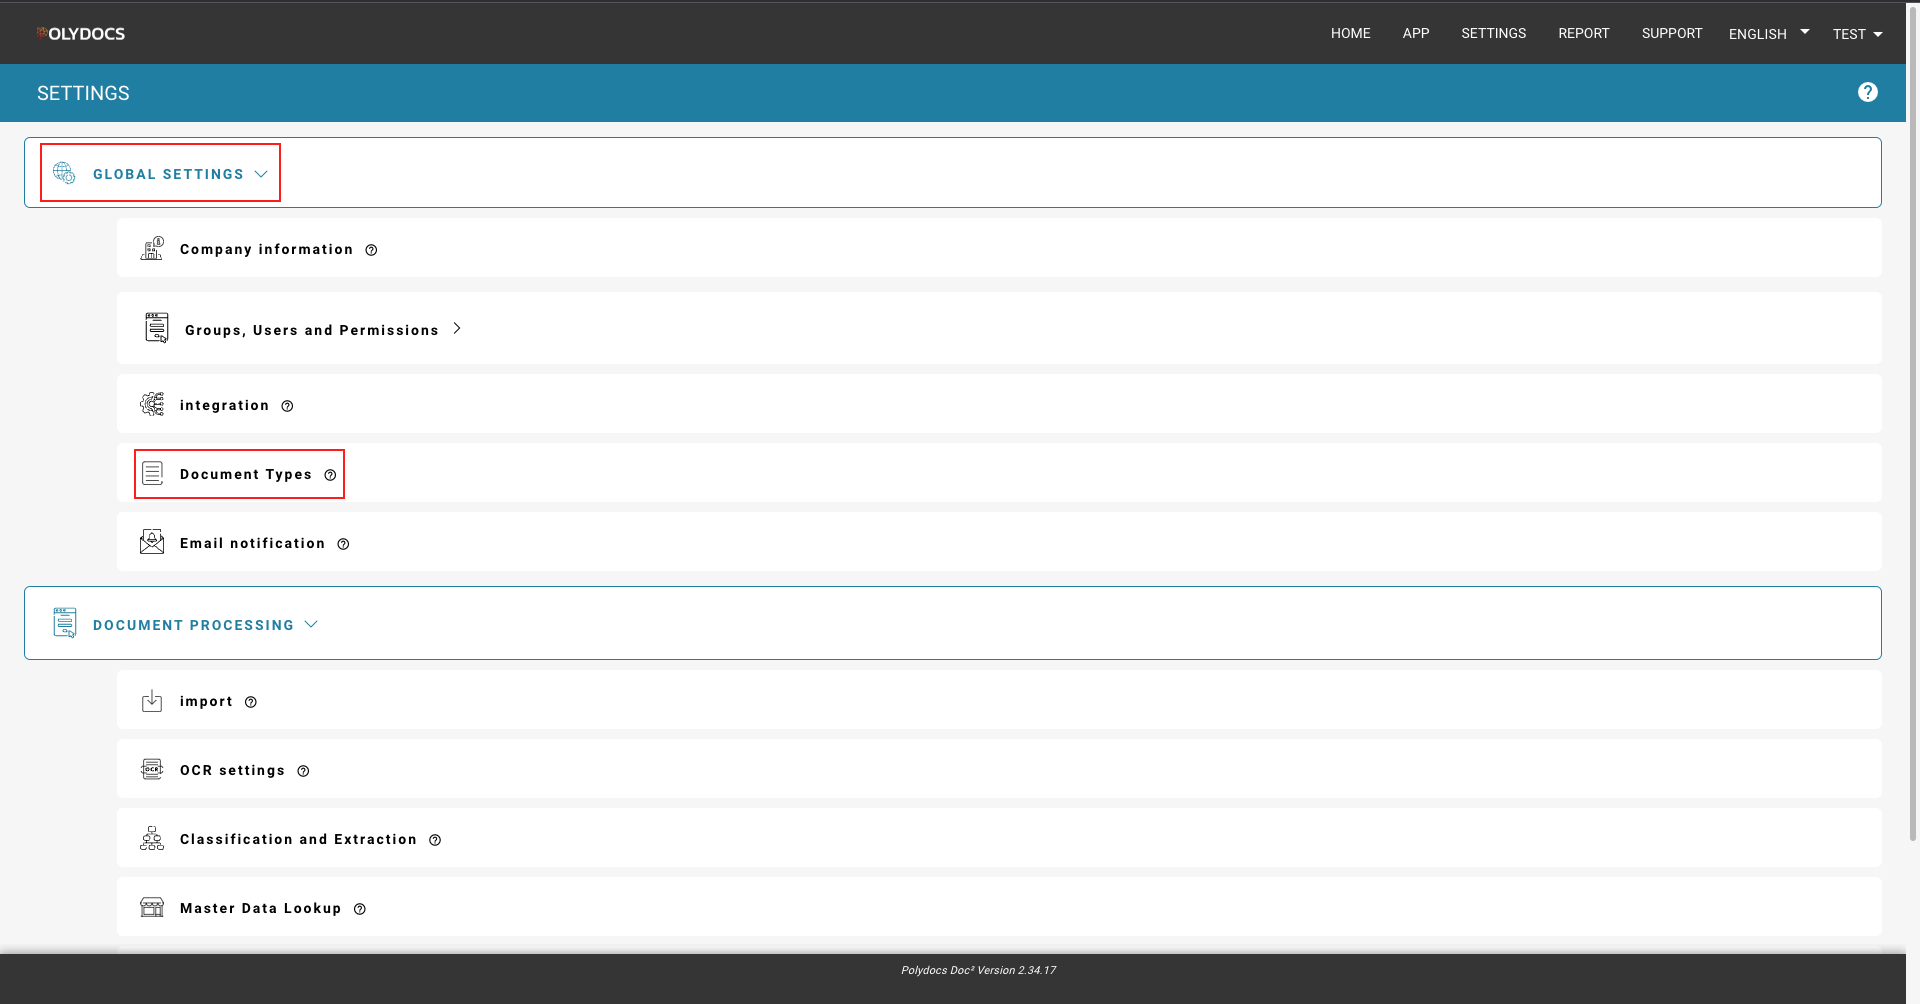 POLYDOCS
HOME APP SETTINGS REPORT SUPPORT ENGLISH TEST
SETTINGS
GLOBAL SETTINGS
Company information
Groups, Users and Permissions
integration
Document Types
Email notification
DOCUMENT PROCESSING
import
OCR settings
Classification and Extraction
Master Data Lookup
Polydocs Doc² Version 2.34.17